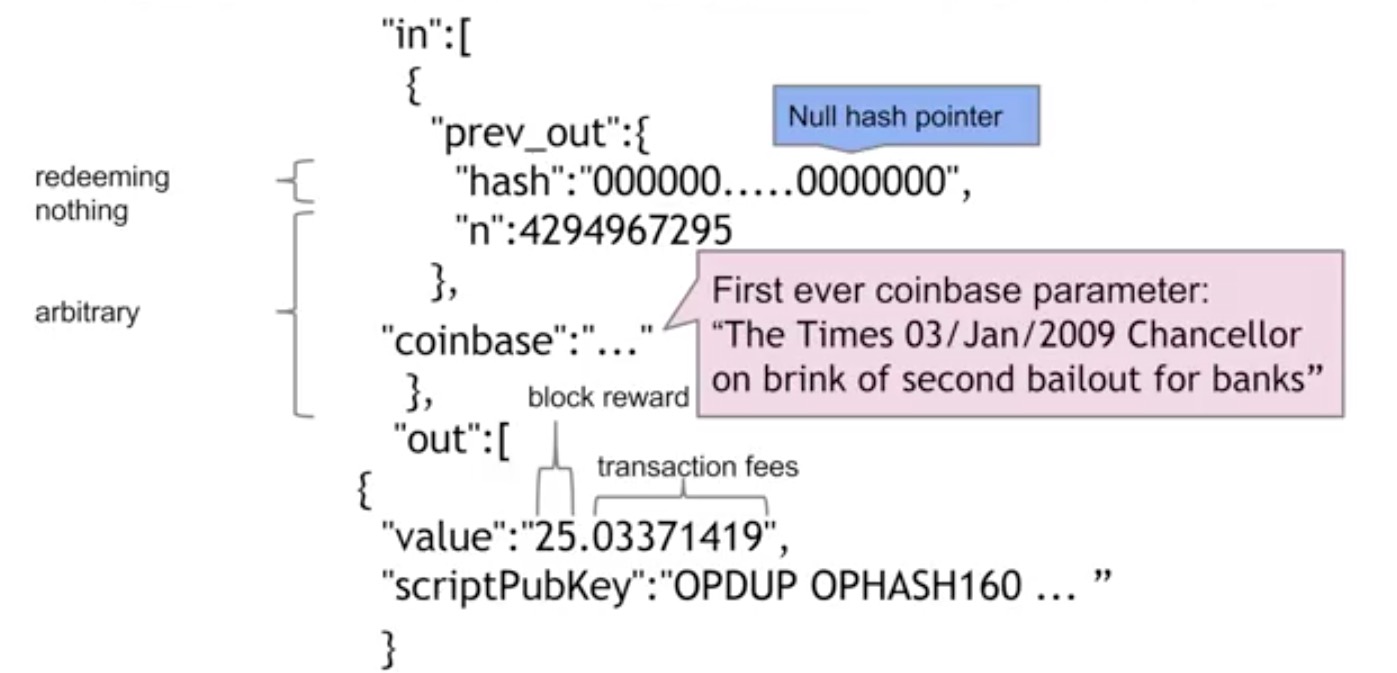 "in":[
{
"prev_out":{
Null hash pointer
redeeming
nothing
"hash":"000000.....0000000",
"n":4294967295
},
arbitrary
"coinbase":"..."
First ever coinbase parameter:
“The Times 03/Jan/2009 Chancellor
on brink of second bailout for banks”
},
block reward
"out":[
transaction fees
{
"value":"25.03371419",
"scriptPubKey":"OPDUP OPHASH160 ... ”
}